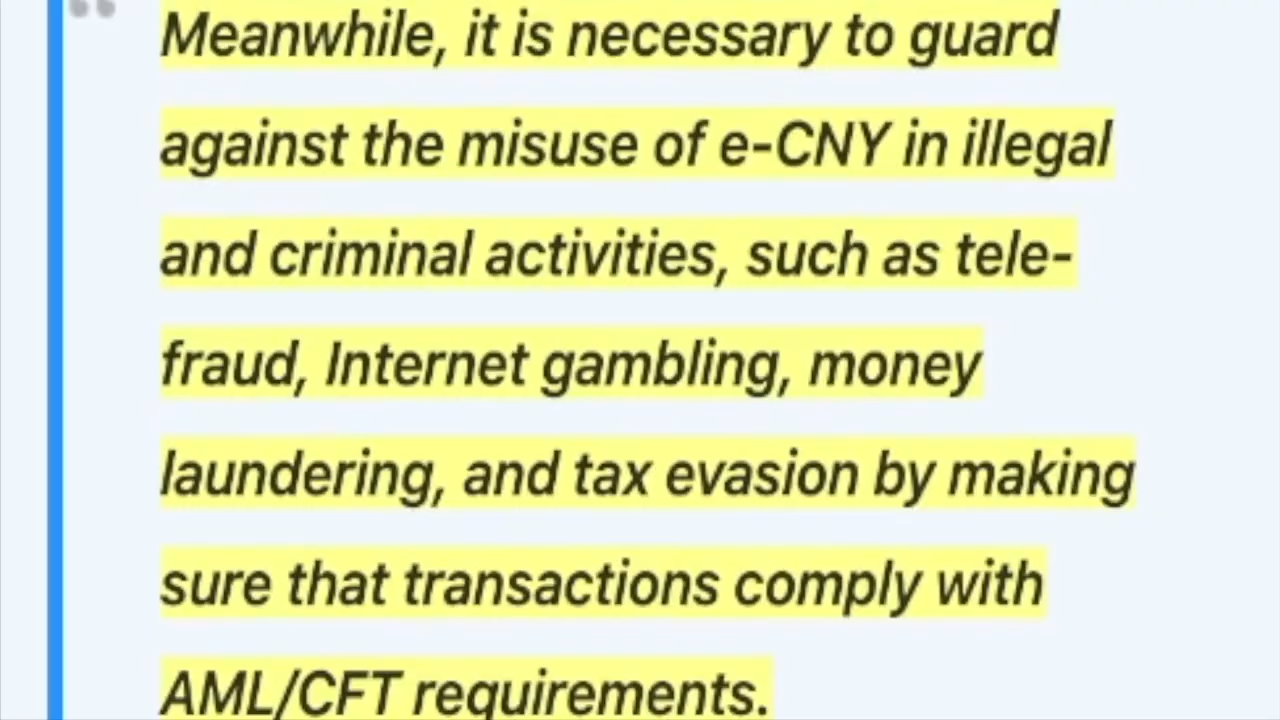 Meanwhile, it is necessary to guard
against the misuse of e-CNY in illegal
and criminal activities, such as tele-
fraud, Internet gambling, money
laundering, and tax evasion by making
sure that transactions comply with
AML/CFT requirements.